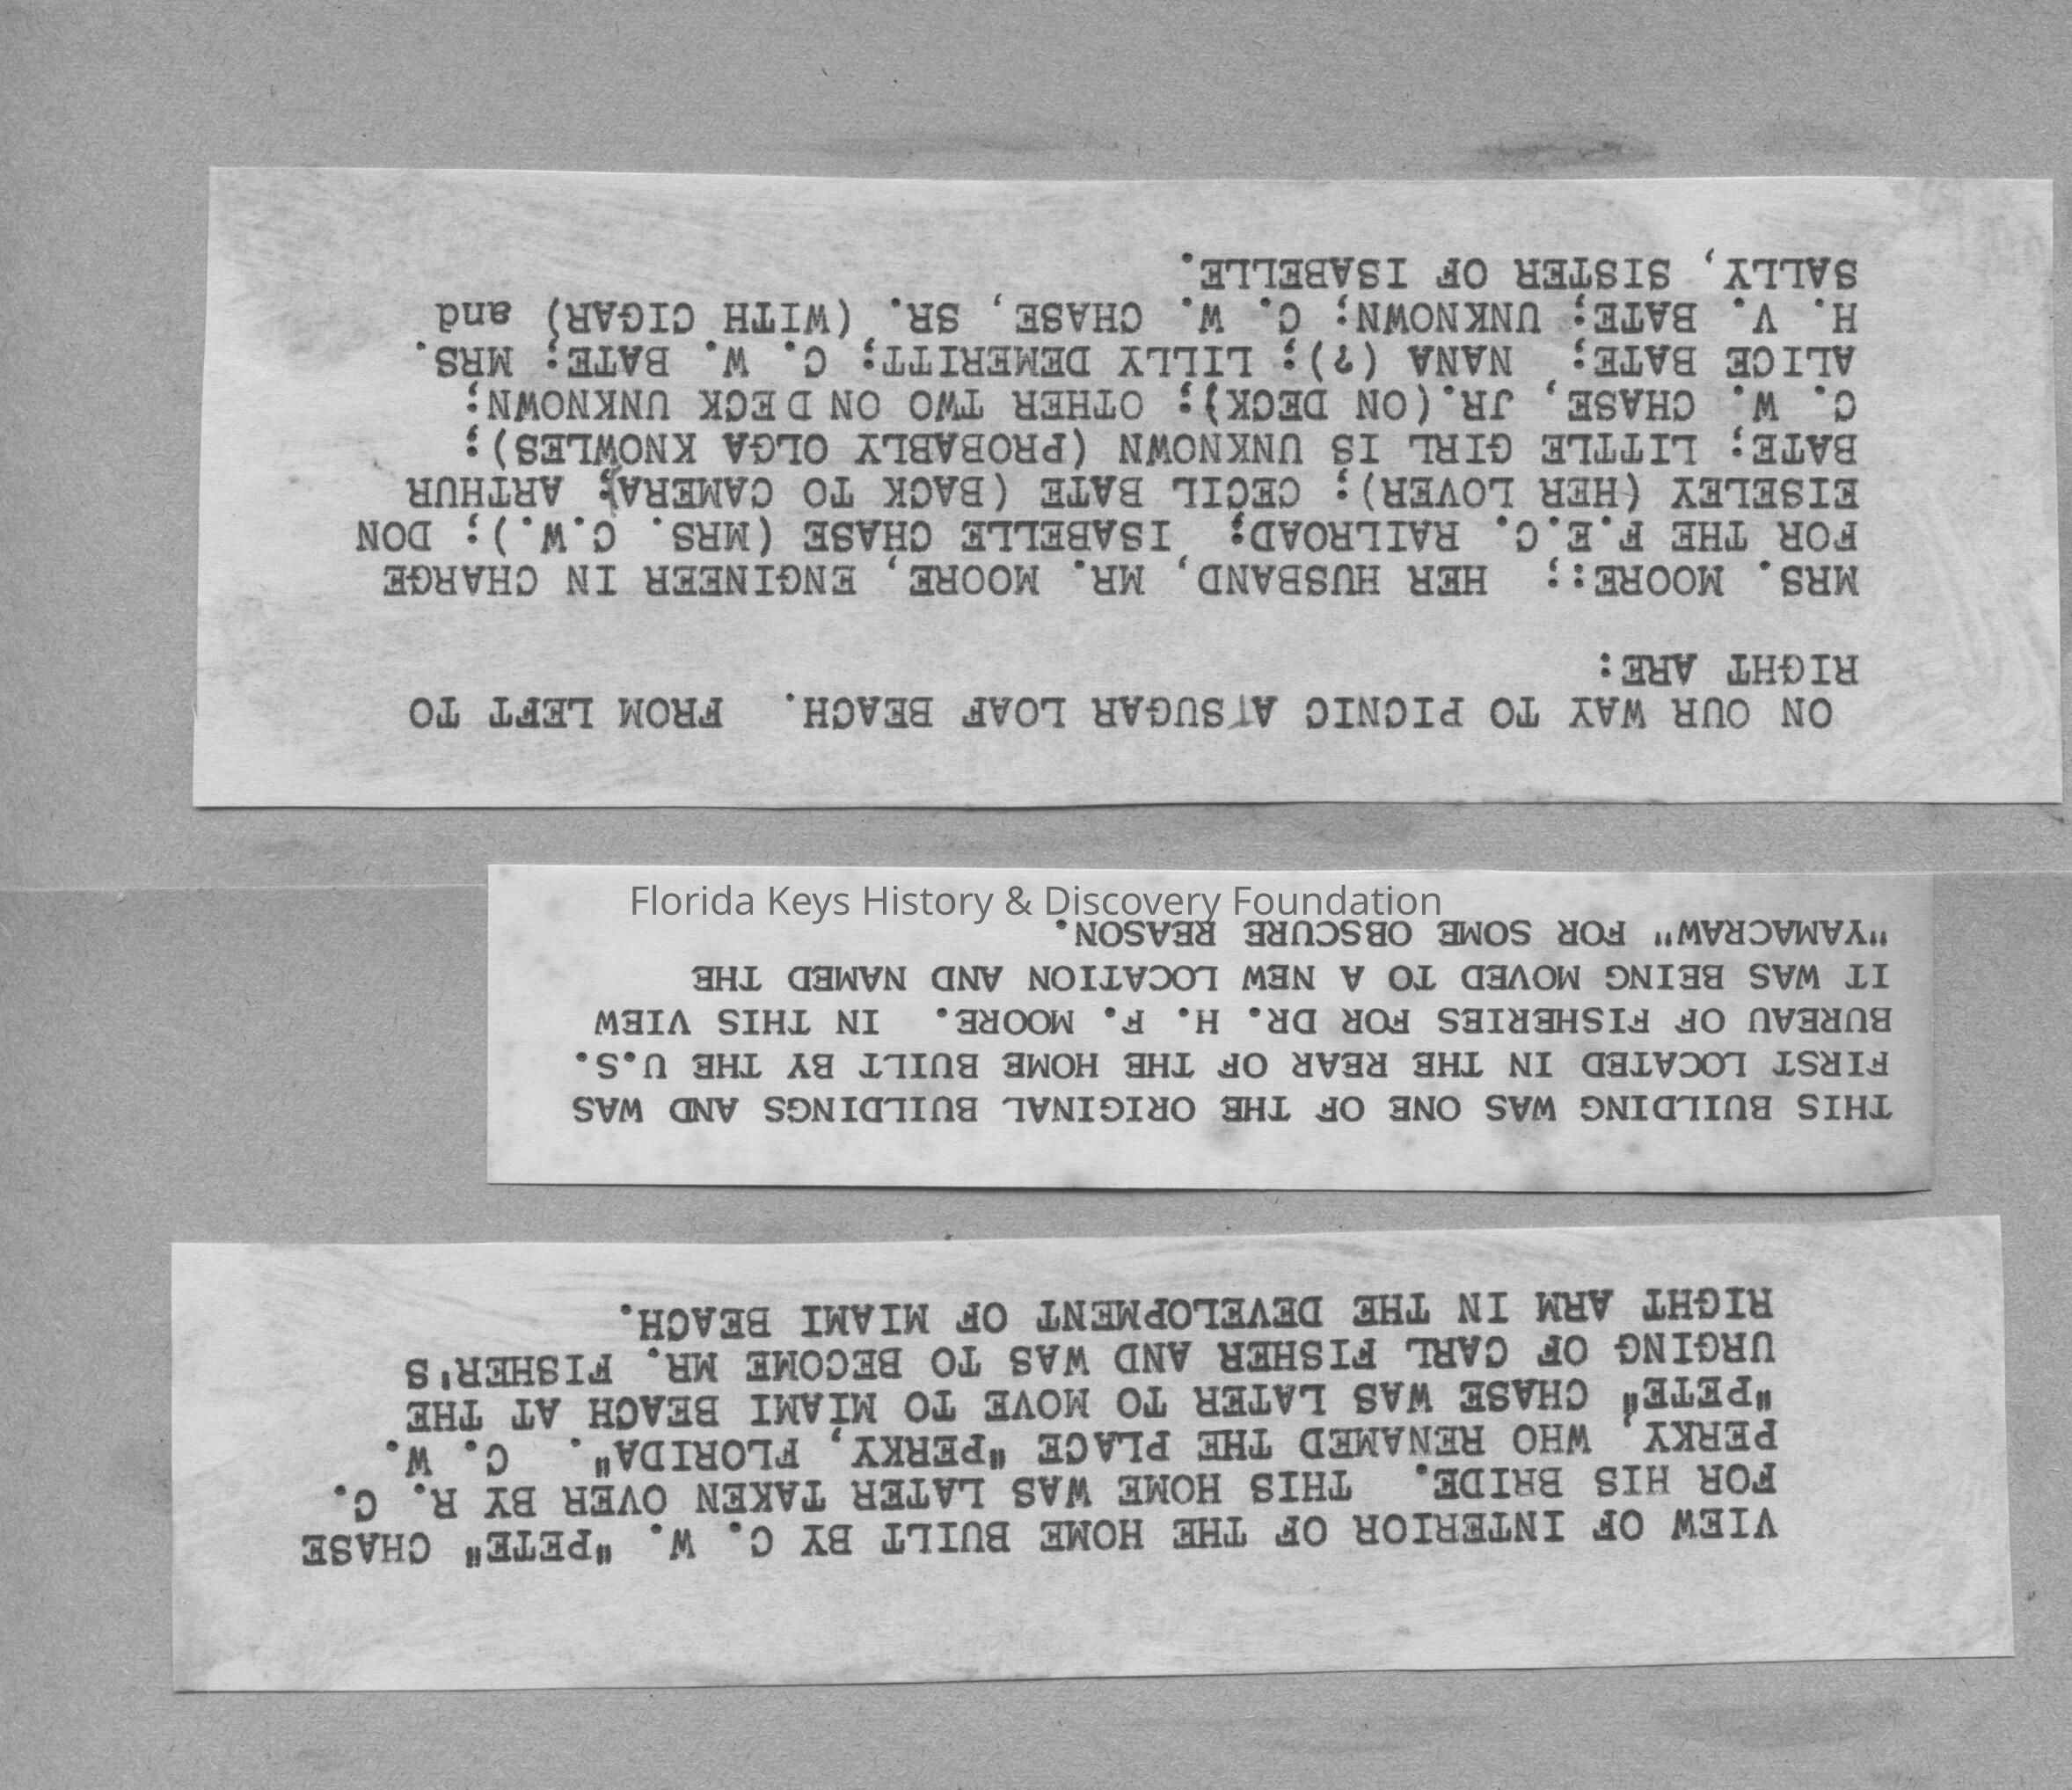 VIEW OF INTERIOR OF THE HOME BUILT BY C. W. "PETE" CHASE
FOR HIS BRIDE.  THIS HOME WAS LATER TAKEN OVER BY R. C.
PERKY, WHO RENAMED THE PLACE "PERKY, FLORIDA".  C. W.
"PETE" CHASE WAS LATER TO MOVE TO MIAMI BEACH AT THE
URGING OF CARL FISHER AND WAS TO BECOME MR. FISHER'S
RIGHT ARM IN THE DEVELOPMENT OF MIAMI BEACH.
THIS BUILDING WAS ONE OF THE ORIGINAL BUILDINGS AND WAS
FIRST LOCATED IN THE REAR OF THE HOME BUILT BY THE U.S.
BUREAU OF FISHERIES FOR DR. H. F. MOORE.  IN THIS VIEW
IT WAS BEING MOVED TO A NEW LOCATION AND NAMED THE
"YAMACRAW" FOR SOME OBSCURE REASON.
Florida Keys History & Discovery Foundation
ON OUR WAY TO PICNIC AT SUGAR LOAF BEACH.  FROM LEFT TO
RIGHT ARE:
MRS. MOORE:;  HER HUSBAND, MR. MOORE, ENGINEER IN CHARGE
FOR THE F.E.C. RAILROAD;  ISABELLE CHASE (MRS. C.W.); DON
EISELEY (HER LOVER); CECIL BATE (BACK TO CAMERA); ARTHUR
BATE; LITTLE GIRL IS UNKNOWN (PROBABLY OLGA KNOWLES);
C. W. CHASE, JR.(ON DECK); OTHER TWO ON DECK UNKNOWN;
ALICE BATE;  NANA (?); LILLY DEMERITT; C. W. BATE; MRS.
H. V. BATE; UNKNOWN; C. W. CHASE, SR. (WITH CIGAR) and
SALLY, SISTER OF ISABELLE.